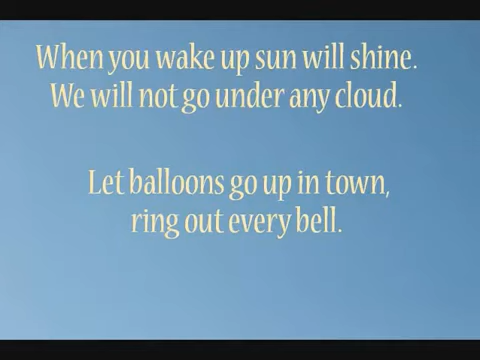 When you wake up sun will shine.
We will not go under any cloud.
Let balloons go up in town,
ring out every bell.